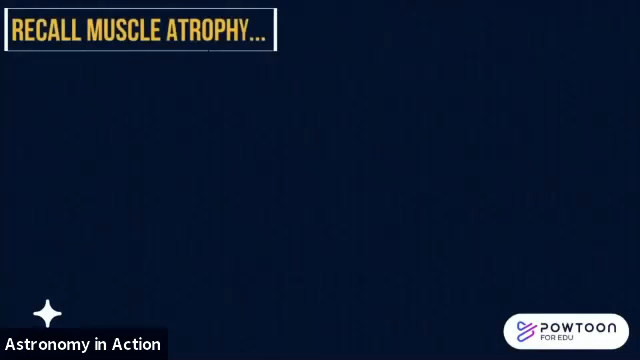 RECALL MUSCLE ATROPHY...
POWTOON
FOR EDU
Astronomy in Action